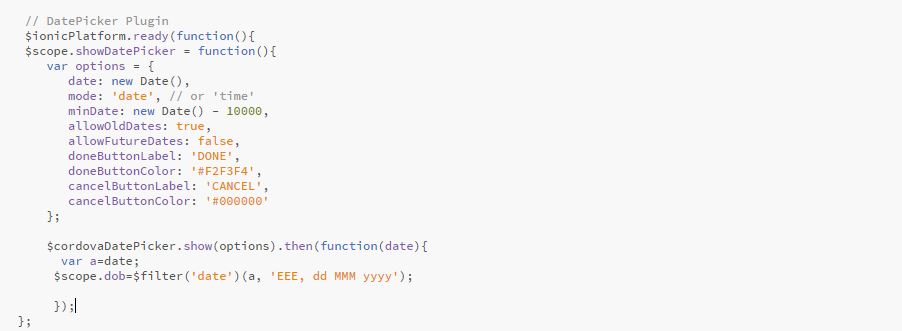 // DatePicker Plugin
$ionicPlatform.ready(function(){
$scope.showDatePicker = function(){
var options = {
date: new Date(),
mode: 'date', // or 'time'
minDate: new Date() - 10000,
allowOldDates: true,
allowFutureDates: false,
doneButtonLabel: 'DONE',
doneButtonColor: '#F2F3F4',
cancelButtonLabel: 'CANCEL',
cancelButtonColor: '#000000'
};
$cordovaDatePicker.show(options).then(function(date){
var a=date;
$scope.dob=$filter('date')(a, 'EEE, dd MMM yyyy');
});
};